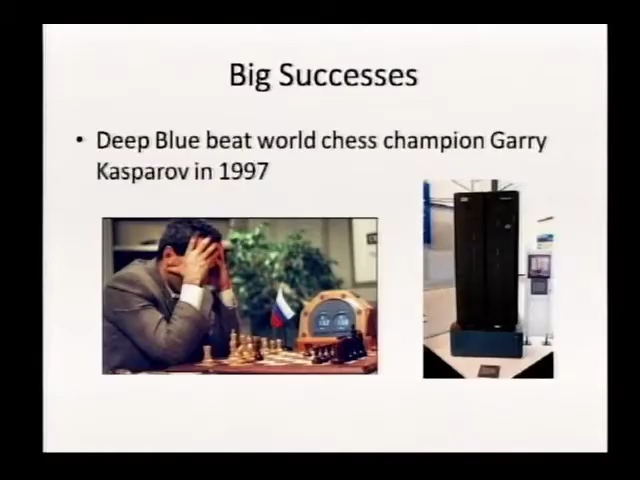 Big Successes
• Deep Blue beat world chess champion Garry
Kasparov in 1997